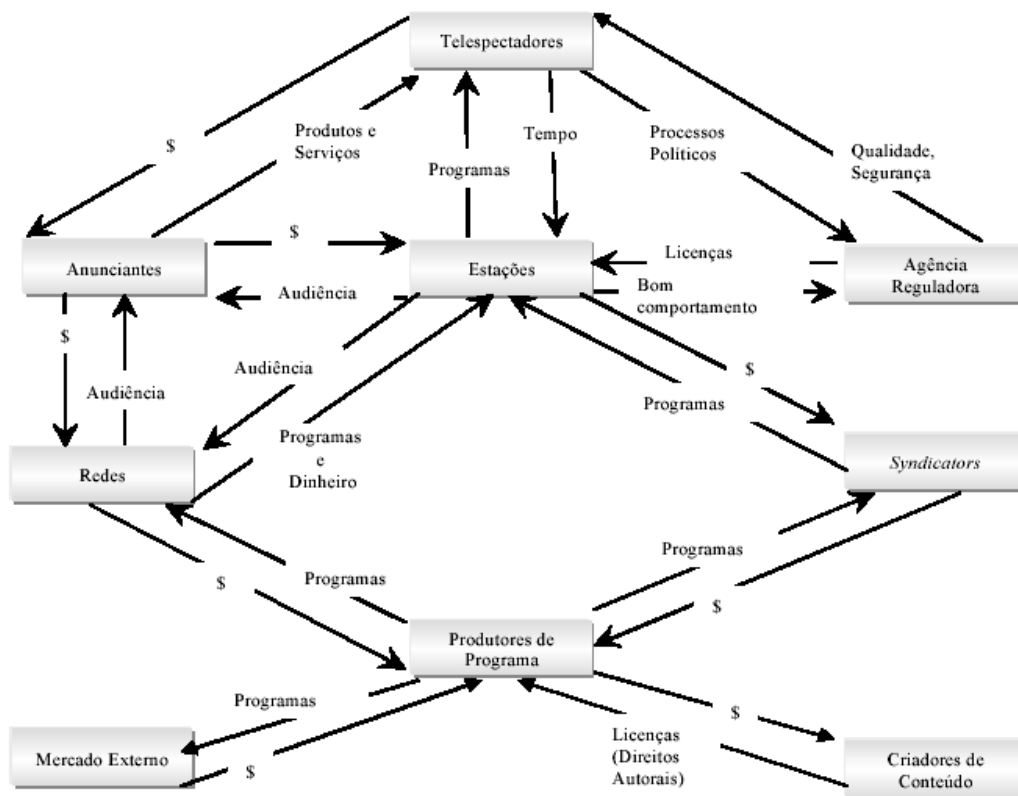 Telespectadores
$
Produtos e
Serviços
Programas
Tempo
Processos
Políticos
Qualidade,
Segurança
Anunciantes
$
Estações
Licenças
Agência
Reguladora
Audiência
Bom
comportamento
$
Audiência
Audiência
$
Programas
Programas
e
Dinheiro
Redes
Syndicators
$
Programas
Programas
$
Produtores de
Programa
Programas
$
Mercado Externo
$
Licenças
(Direitos
Autorais)
Criadores de
Conteúdo